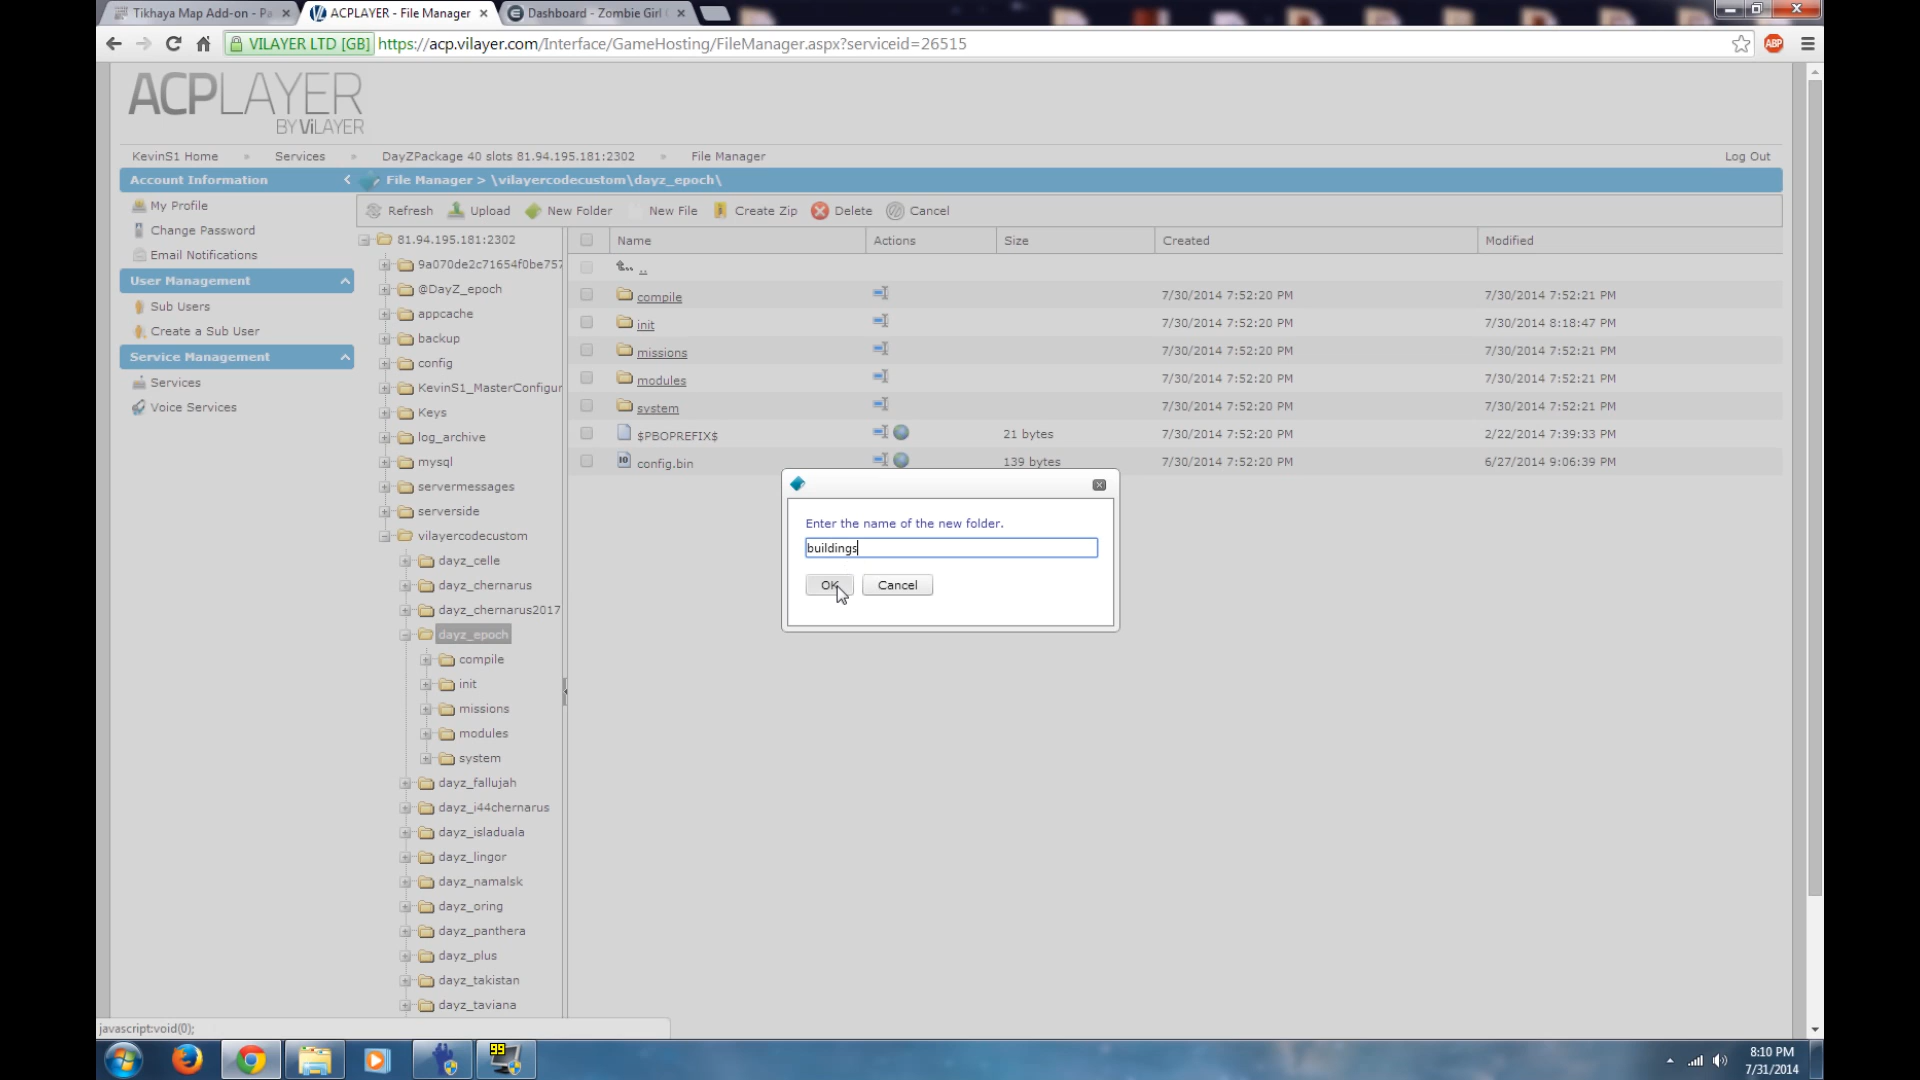 Tikhaya Map Add-on - Pa
ACPLAYER - File Manager
Dashboard - Zombie Girl
VILAYER LTD [GB]
https://acp.vilayer.com/Interface/GameHosting/FileManager.aspx?serviceid=26515
ABP
ACPLAYER
BY ViLAYER
KevinS1 Home » Services » DayZPackage 40 slots 81.94.195.181:2302 » File Manager
Log Out
Account Information
File Manager > \vilayercodecustom\dayz_epoch\
My Profile
Change Password
Email Notifications
User Management
Sub Users
Create a Sub User
Service Management
Services
Voice Services
Refresh Upload New Folder New File Create Zip Delete Cancel
81.94.195.181:2302
9a070de2c71654f0be757
@DayZ_epoch
appcache
backup
config
KevinS1_MasterConfigur
Keys
log_archive
mysql
servermessages
serverside
vilayercodecustom
dayz_celle
dayz_chernarus
dayz_chernarus2017
dayz_epoch
compile
init
missions
modules
system
dayz_fallujah
dayz_i44chernarus
dayz_isladuala
dayz_lingor
dayz_namalsk
dayz_oring
dayz_panthera
dayz_plus
dayz_takistan
dayz_taviana
Name Actions Size Created Modified
..
compile 7/30/2014 7:52:20 PM 7/30/2014 7:52:21 PM
init 7/30/2014 7:52:20 PM 7/30/2014 8:18:47 PM
missions 7/30/2014 7:52:20 PM 7/30/2014 7:52:21 PM
modules 7/30/2014 7:52:20 PM 7/30/2014 7:52:21 PM
system 7/30/2014 7:52:20 PM 7/30/2014 7:52:21 PM
$PBOPREFIX$ 21 bytes 7/30/2014 7:52:20 PM 2/22/2014 7:39:33 PM
config.bin 139 bytes 7/30/2014 7:52:20 PM 6/27/2014 9:06:39 PM
Enter the name of the new folder.
buildings
OK Cancel
javascript:void(0);
99
8:10 PM
7/31/2014